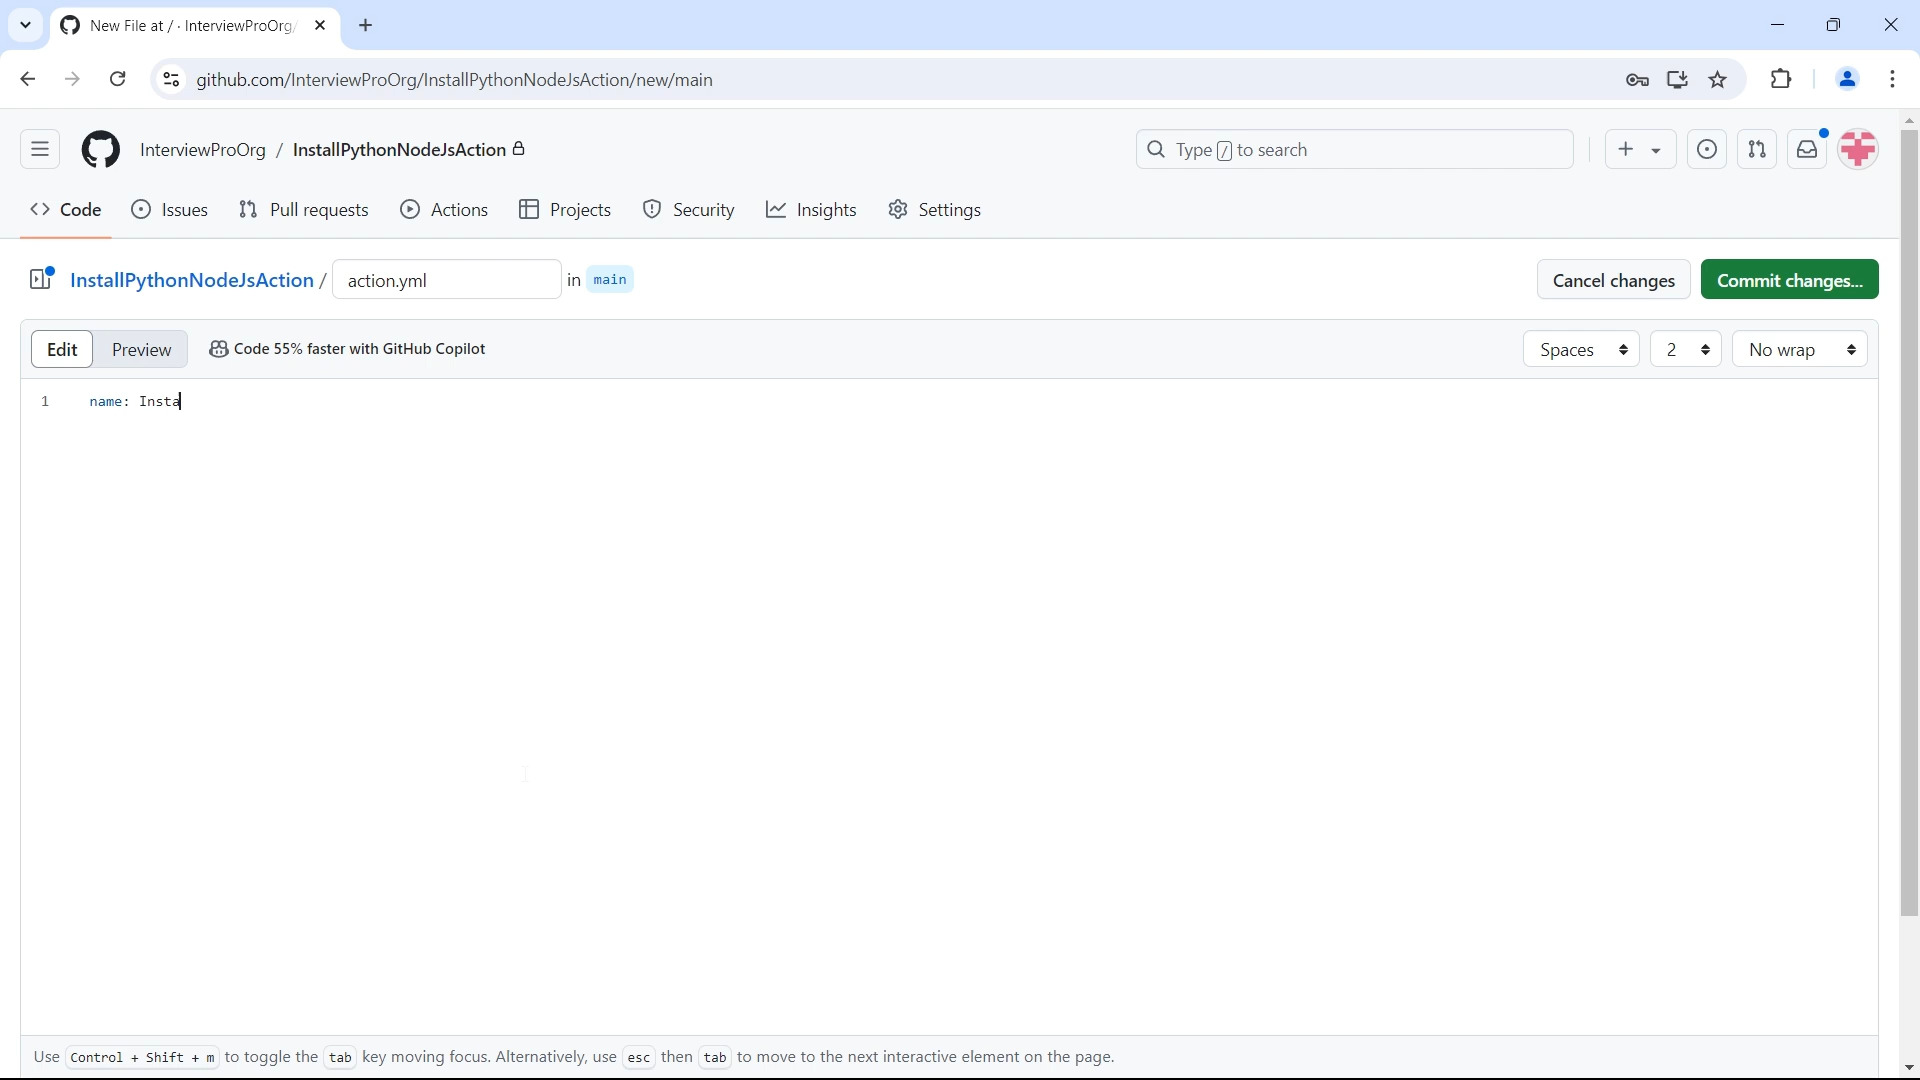 New File at / · InterviewProOrg/
github.com/InterviewProOrg/InstallPythonNodeJsAction/new/main
InterviewProOrg / InstallPythonNodeJsAction
Type / to search
Code Issues Pull requests Actions Projects Security Insights Settings
InstallPythonNodeJsAction / action.yml in main
Cancel changes Commit changes...
Edit Preview Code 55% faster with GitHub Copilot
Spaces 2 No wrap
1 name: Insta
Use Control + Shift + m to toggle the tab key moving focus. Alternatively, use esc then tab to move to the next interactive element on the page.